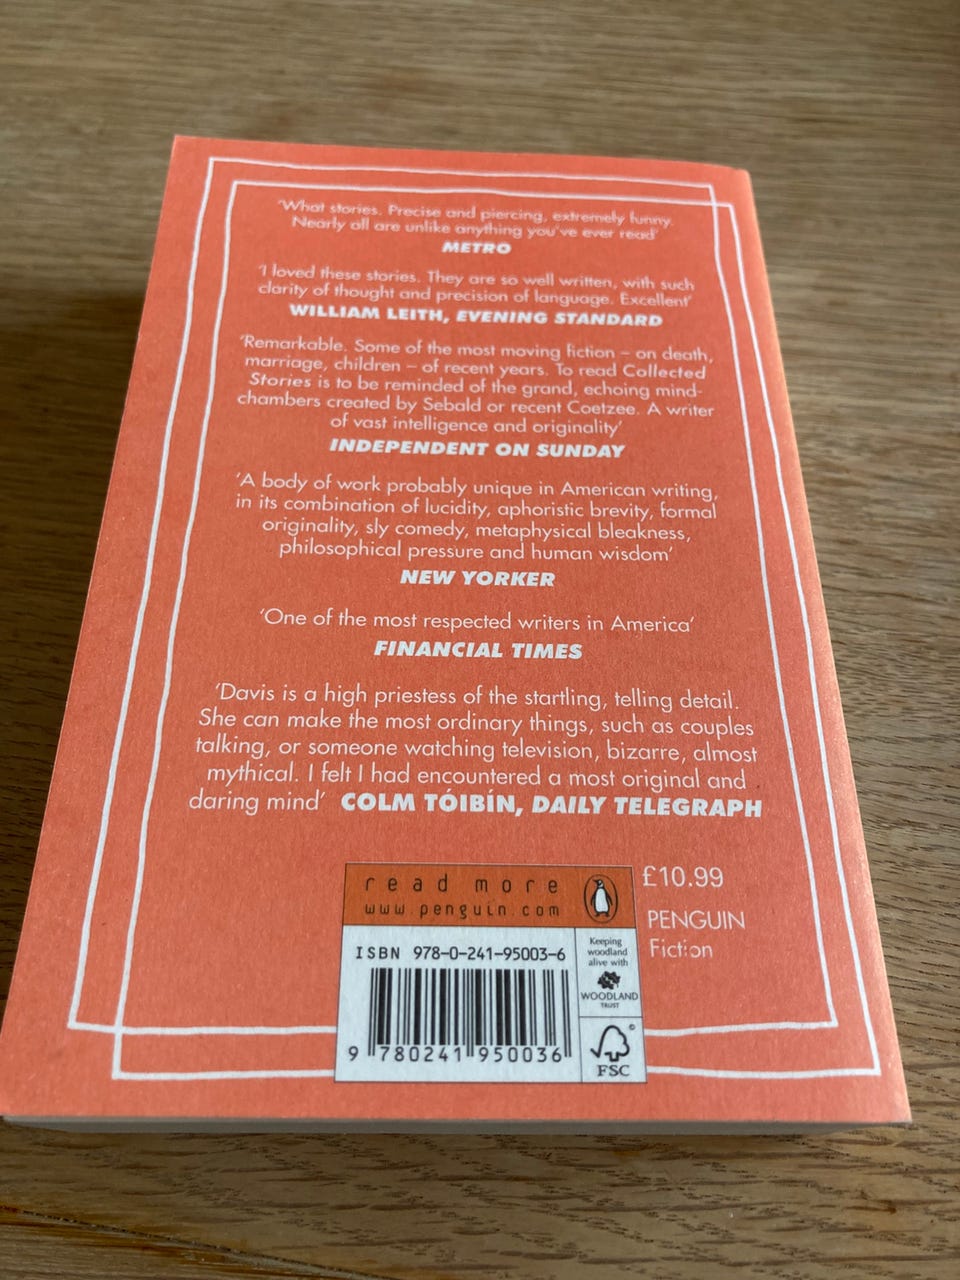 'What stories. Precise and piercing, extremely funny.
Nearly all are unlike anything you've ever read'
METRO
'I loved these stories. They are so well written, with such
clarity of thought and precision of language. Excellent'
WILLIAM LEITH, EVENING STANDARD
'Remarkable. Some of the most moving fiction – on death,
marriage, children – of recent years. To read Collected
Stories is to be reminded of the grand, echoing mind-
chambers created by Sebald or recent Coetzee. A writer
of vast intelligence and originality'
INDEPENDENT ON SUNDAY
'A body of work probably unique in American writing,
in its combination of lucidity, aphoristic brevity, formal
originality, sly comedy, metaphysical bleakness,
philosophical pressure and human wisdom'
NEW YORKER
'One of the most respected writers in America'
FINANCIAL TIMES
'Davis is a high priestess of the startling, telling detail.
She can make the most ordinary things, such as couples
talking, or someone watching television, bizarre, almost
mythical. I felt I had encountered a most original and
daring mind' COLM TÓIBÍN, DAILY TELEGRAPH
read more
www.penguin.com
£10.99
PENGUIN
Fiction
ISBN 978-0-241-95003-6
9 780241 950036
Keeping
woodland
alive with
WOODLAND
TRUST
©
FSC